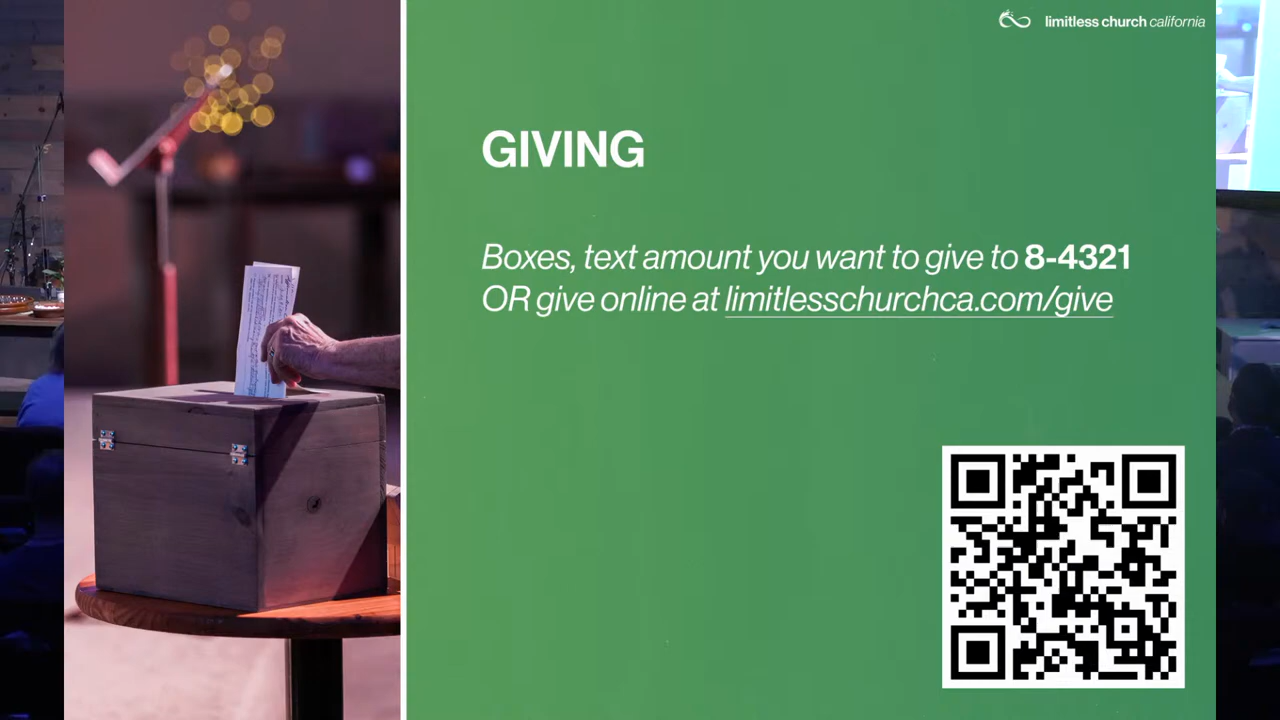 limitless church california
GIVING
Boxes, text amount you want to give to 8-4321
OR give online at limitlesschurchca.com/give